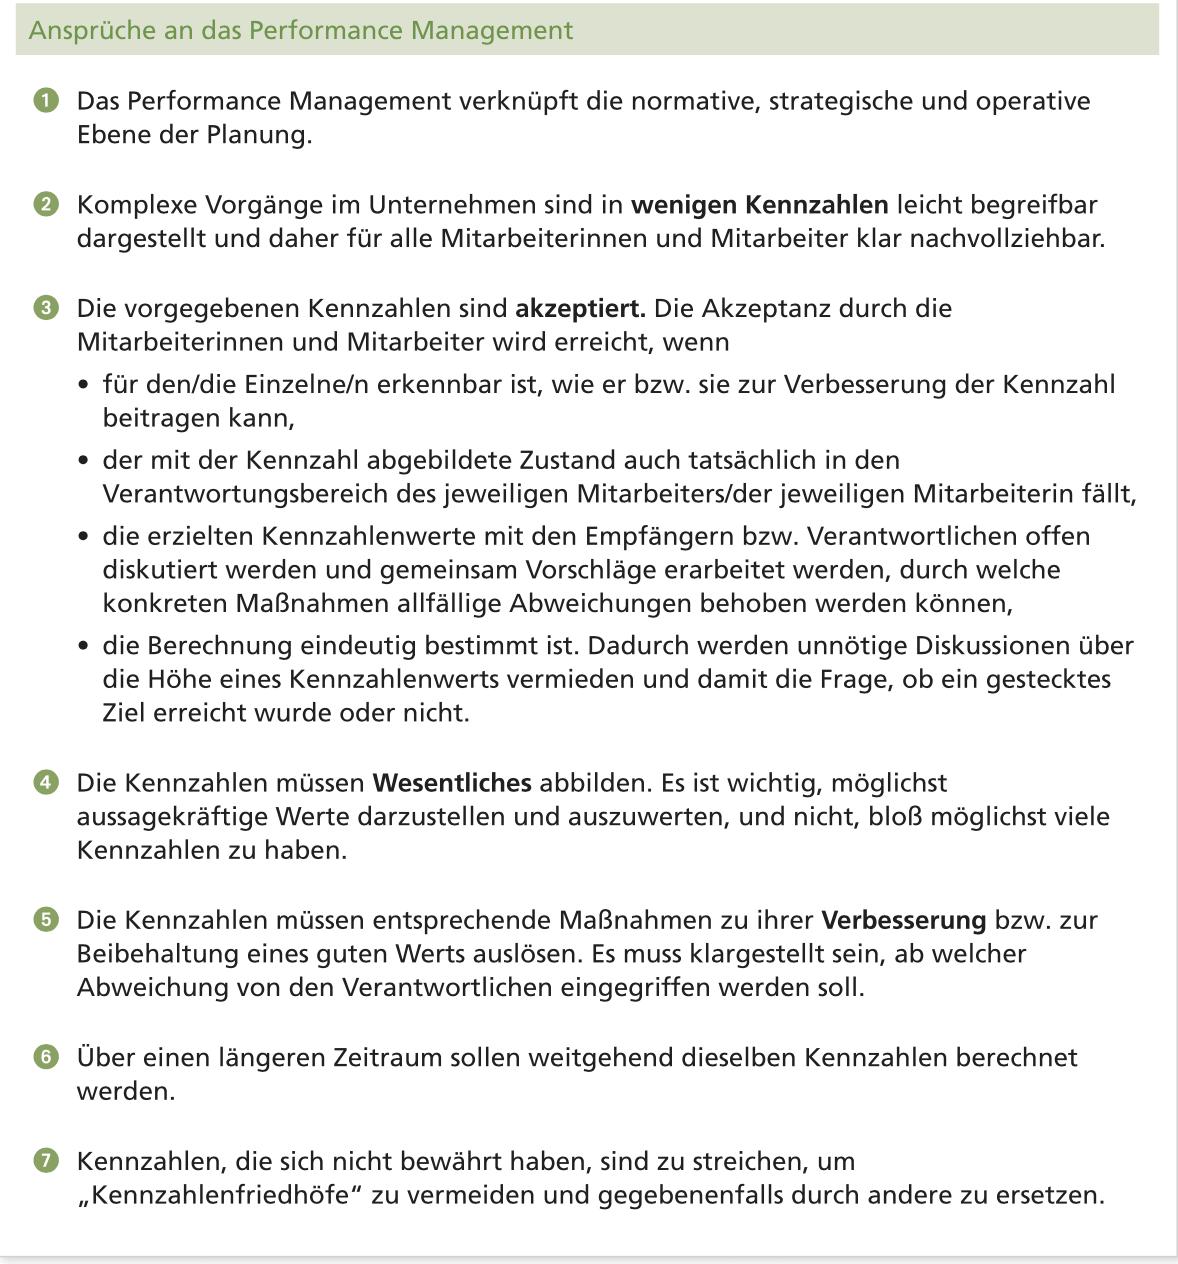 Ansprüche an das Performance Management
1 Das Performance Management verknüpft die normative, strategische und operative
Ebene der Planung.
2 Komplexe Vorgänge im Unternehmen sind in wenigen Kennzahlen leicht begreifbar
dargestellt und daher für alle Mitarbeiterinnen und Mitarbeiter klar nachvollziehbar.
3 Die vorgegebenen Kennzahlen sind akzeptiert. Die Akzeptanz durch die
Mitarbeiterinnen und Mitarbeiter wird erreicht, wenn
• für den/die Einzelne/n erkennbar ist, wie er bzw. sie zur Verbesserung der Kennzahl
beitragen kann,
• der mit der Kennzahl abgebildete Zustand auch tatsächlich in den
Verantwortungsbereich des jeweiligen Mitarbeiters/der jeweiligen Mitarbeiterin fällt,
• die erzielten Kennzahlenwerte mit den Empfängern bzw. Verantwortlichen offen
diskutiert werden und gemeinsam Vorschläge erarbeitet werden, durch welche
konkreten Maßnahmen allfällige Abweichungen behoben werden können,
• die Berechnung eindeutig bestimmt ist. Dadurch werden unnötige Diskussionen über
die Höhe eines Kennzahlenwerts vermieden und damit die Frage, ob ein gestecktes
Ziel erreicht wurde oder nicht.
4 Die Kennzahlen müssen Wesentliches abbilden. Es ist wichtig, möglichst
aussagekräftige Werte darzustellen und auszuwerten, und nicht, bloß möglichst viele
Kennzahlen zu haben.
5 Die Kennzahlen müssen entsprechende Maßnahmen zu ihrer Verbesserung bzw. zur
Beibehaltung eines guten Werts auslösen. Es muss klargestellt sein, ab welcher
Abweichung von den Verantwortlichen eingegriffen werden soll.
6 Über einen längeren Zeitraum sollen weitgehend dieselben Kennzahlen berechnet
werden.
7 Kennzahlen, die sich nicht bewährt haben, sind zu streichen, um
„Kennzahlenfriedhöfe“ zu vermeiden und gegebenenfalls durch andere zu ersetzen.